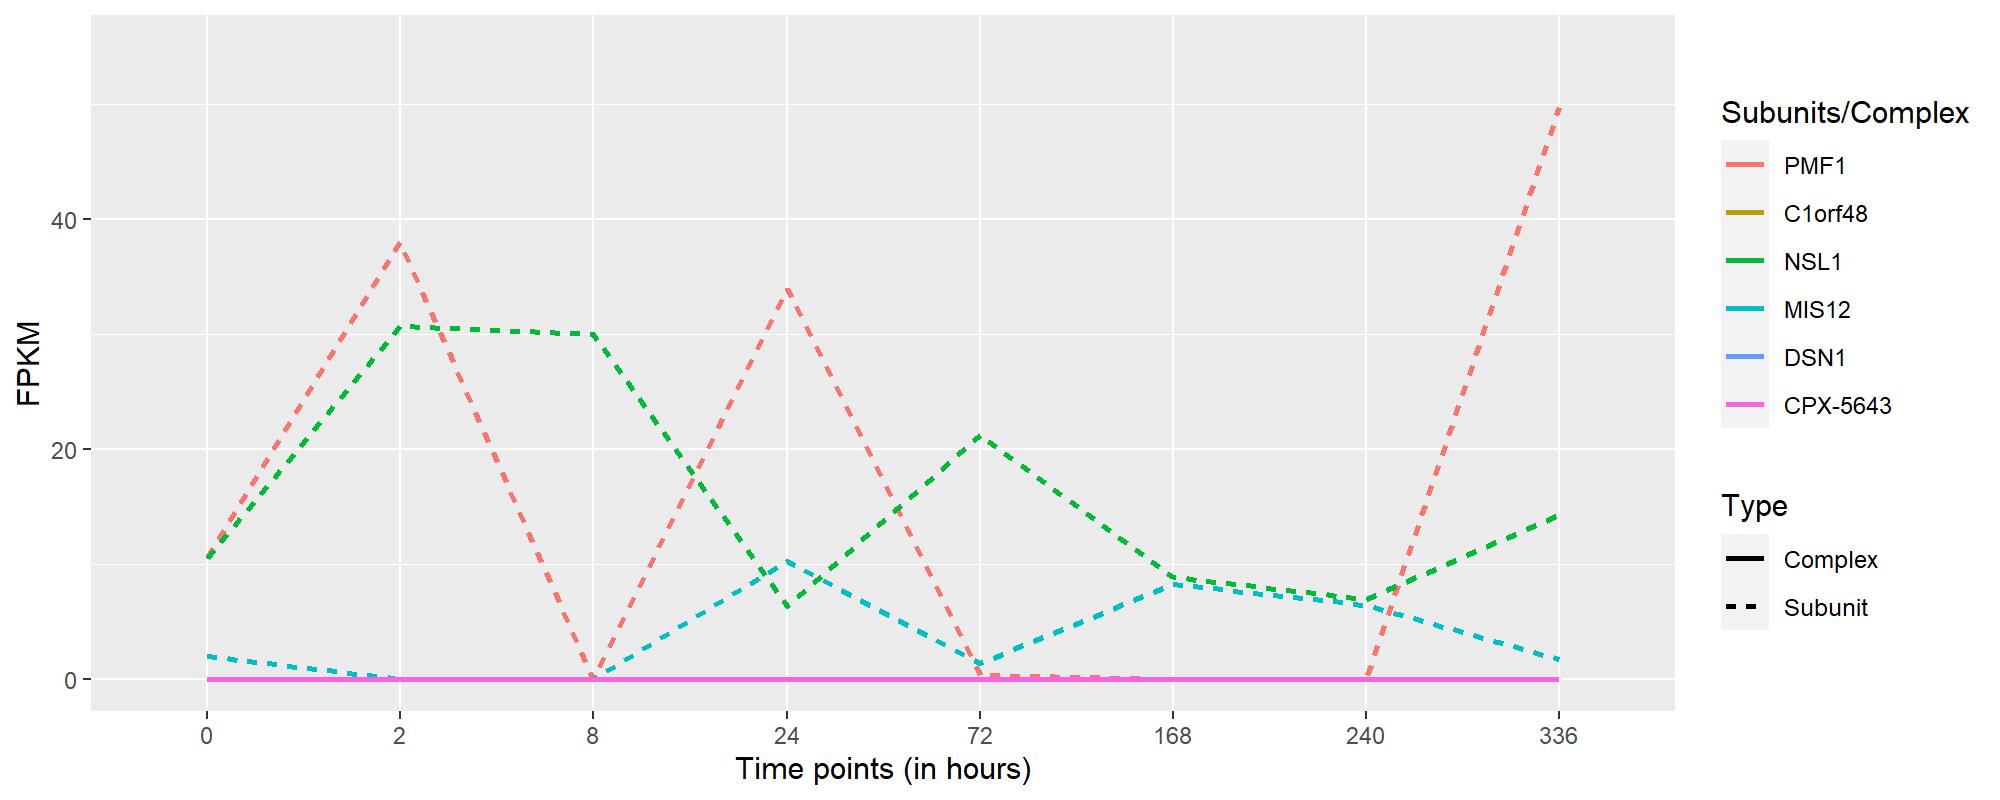 FPKM
40
20
0
0 2 8 24 72 168 240 336
Time points (in hours)
Subunits/Complex
PMF1
C1orf48
NSL1
MIS12
DSN1
CPX-5643
Type
Complex
Subunit